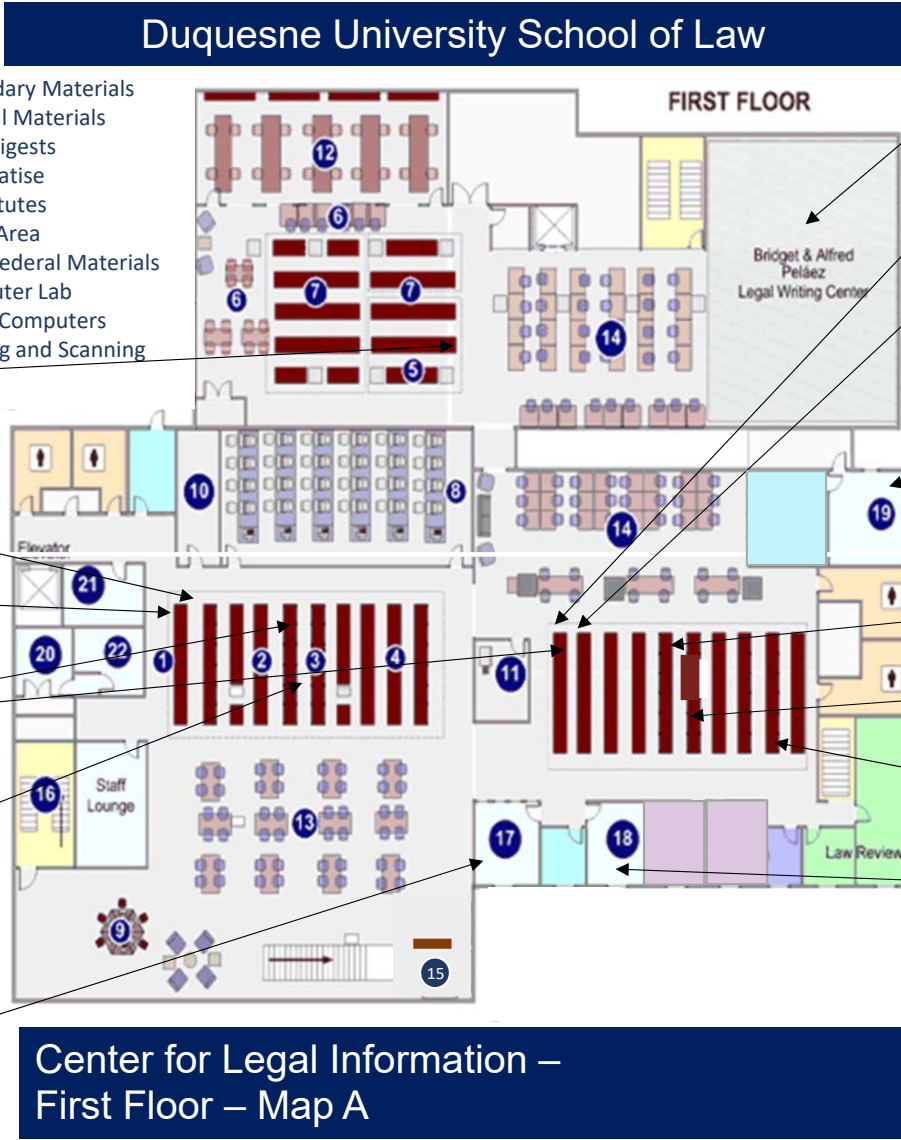 Duquesne University School of Law
dary Materials
l Materials
igests
atise
tutes
Area
ederal Materials
uter Lab
Computers
g and Scanning
FIRST FLOOR
12
6
6
7
7
5
14
Bridget & Alfred
Peláez
Legal Writing Center
10
8
14
19
Elevator
21
20
22
1
2
3
4
11
16
Staff
Lounge
13
17
18
Law Review
9
15
Center for Legal Information –
First Floor – Map A